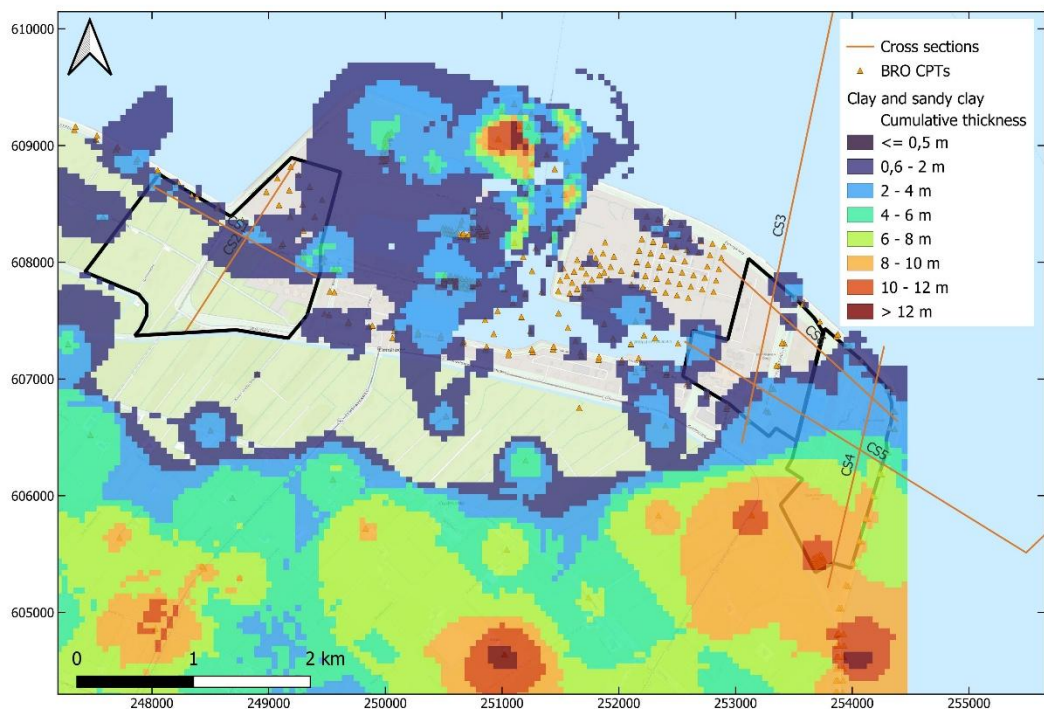 610000
609000
608000
607000
606000
605000
Cross sections
BRO CPTs
Clay and sandy clay
Cumulative thickness
<= 0,5 m
0,6 - 2 m
2 - 4 m
4 - 6 m
6 - 8 m
8 - 10 m
10 - 12 m
> 12 m
CS3
CS4
CS5
0 1 2 km
248000 249000 250000 251000 252000 253000 254000 255000